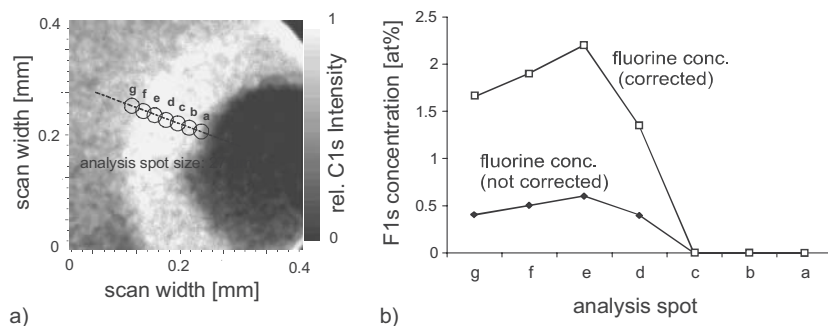 0.4
0.2
0
scan width [mm]
g f e d c b a
analysis spot size:
0 0.2 0.4
scan width [mm]
1
0
rel. C1s Intensity
a)
2.5
2
1.5
1
0.5
0
F1s concentration [at%]
fluorine conc.
(corrected)
fluorine conc.
(not corrected)
g f e d c b a
analysis spot
b)